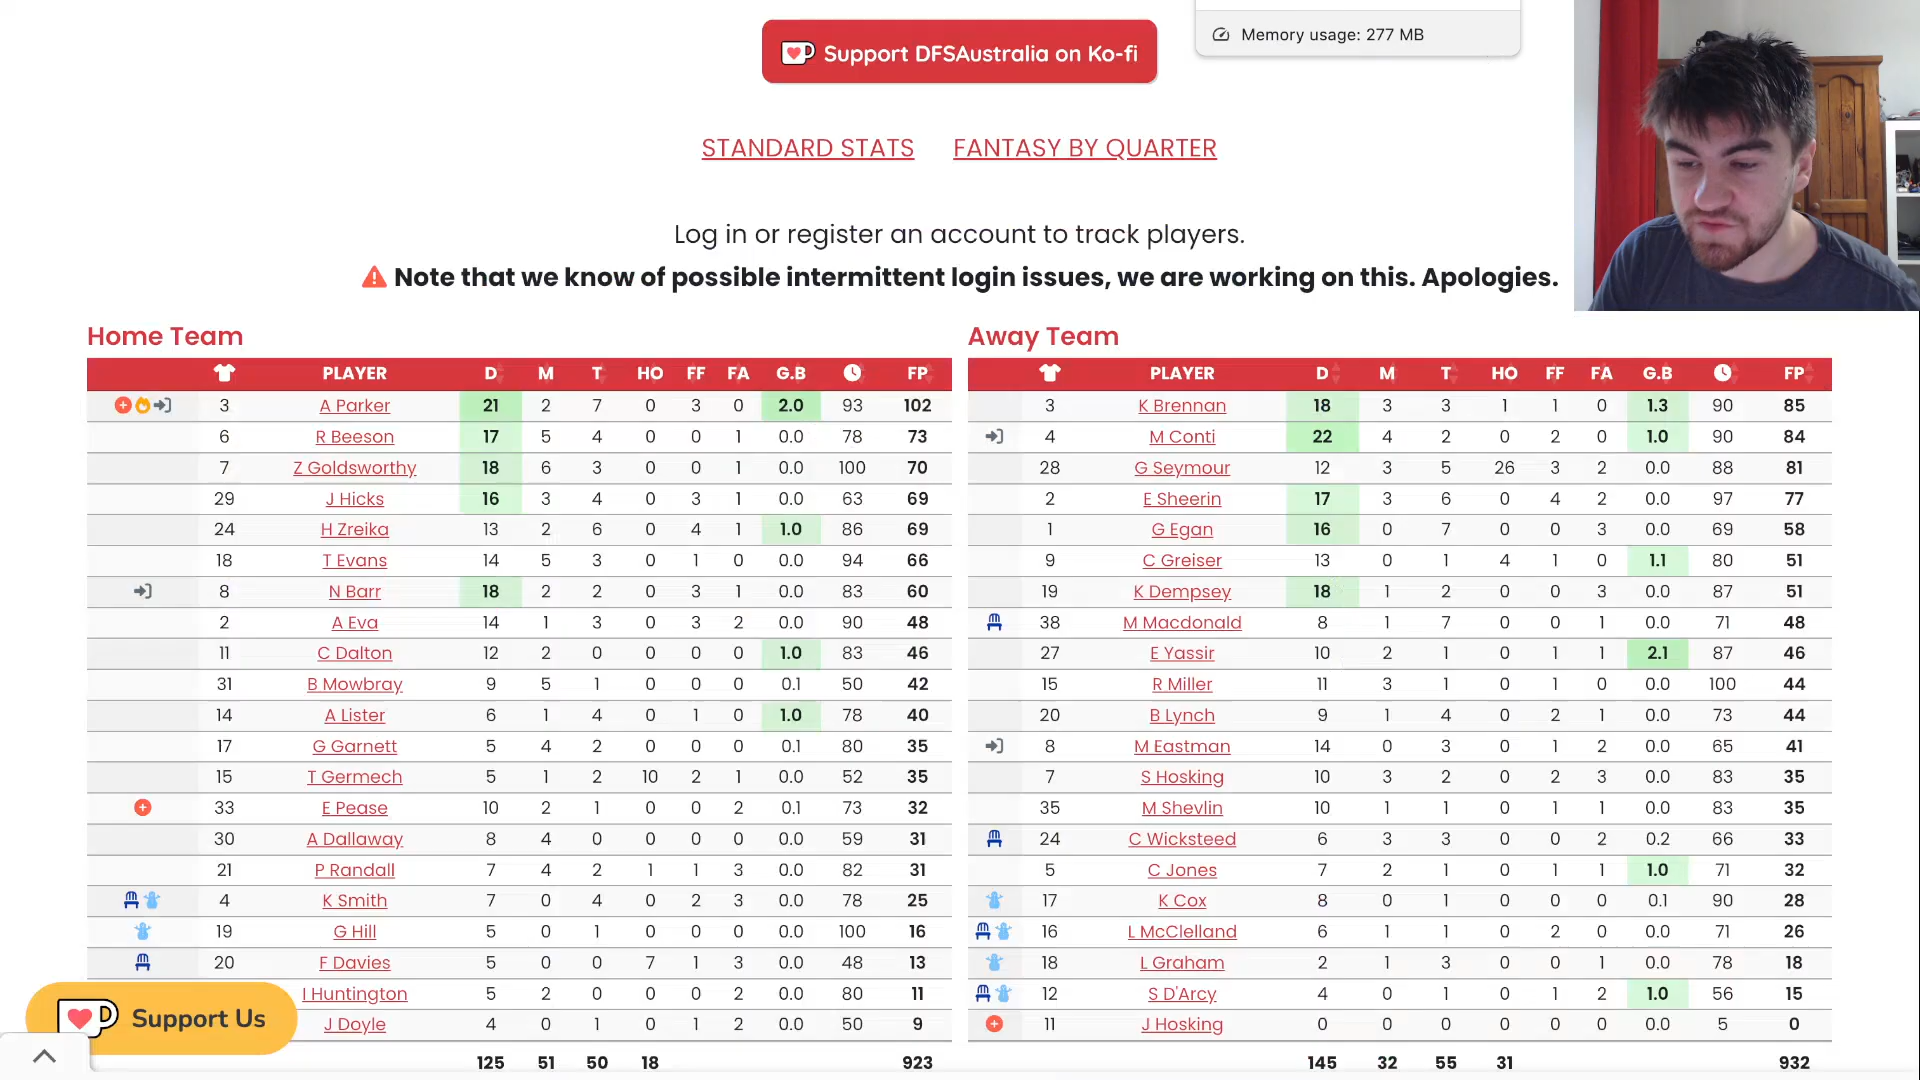 Memory usage: 277 MB
Support DFSAustralia on Ko-fi
STANDARD STATS FANTASY BY QUARTER
Log in or register an account to track players.
Note that we know of possible intermittent login issues, we are working on this. Apologies.
Home Team
PLAYER D M T HO FF FA G.B FP
3 A Parker 21 2 7 0 3 0 2.0 93 102
6 R Beeson 17 5 4 0 0 1 0.0 78 73
7 Z Goldsworthy 18 6 3 0 0 1 0.0 100 70
29 J Hicks 16 3 4 0 3 1 0.0 63 69
24 H Zreika 13 2 6 0 4 1 1.0 86 69
18 T Evans 14 5 3 0 1 0 0.0 94 66
8 N Barr 18 2 2 0 3 1 0.0 83 60
2 A Eva 14 1 3 0 3 2 0.0 90 48
11 C Dalton 12 2 0 0 0 0 1.0 83 46
31 B Mowbray 9 5 1 0 0 0 0.1 50 42
14 A Lister 6 1 4 0 1 0 1.0 78 40
17 G Garnett 5 4 2 0 0 0 0.1 80 35
15 T Germech 5 1 2 10 2 1 0.0 52 35
33 E Pease 10 2 1 0 0 2 0.1 73 32
30 A Dallaway 8 4 0 0 0 0 0.0 59 31
21 P Randall 7 4 2 1 1 3 0.0 82 31
4 K Smith 7 0 4 0 2 3 0.0 78 25
19 G Hill 5 0 1 0 0 0 0.0 100 16
20 F Davies 5 0 0 7 1 3 0.0 48 13
I Huntington 5 2 0 0 0 2 0.0 80 11
J Doyle 4 0 1 0 1 2 0.0 50 9
125 51 50 18 923
Away Team
PLAYER D M T HO FF FA G.B FP
3 K Brennan 18 3 3 1 1 0 1.3 90 85
4 M Conti 22 4 2 0 2 0 1.0 90 84
28 G Seymour 12 3 5 26 3 2 0.0 88 81
2 E Sheerin 17 3 6 0 4 2 0.0 97 77
1 G Egan 16 0 7 0 0 3 0.0 69 58
9 C Greiser 13 0 1 4 1 0 1.1 80 51
19 K Dempsey 18 1 2 0 0 3 0.0 87 51
38 M Macdonald 8 1 7 0 0 1 0.0 71 48
27 E Yassir 10 2 1 0 1 1 2.1 87 46
15 R Miller 11 3 1 0 1 0 0.0 100 44
20 B Lynch 9 1 4 0 2 1 0.0 73 44
8 M Eastman 14 0 3 0 1 2 0.0 65 41
7 S Hosking 10 3 2 0 2 3 0.0 83 35
35 M Shevlin 10 1 1 0 1 1 0.0 83 35
24 C Wicksteed 6 3 3 0 0 2 0.2 66 33
5 C Jones 7 2 1 0 1 1 1.0 71 32
17 K Cox 8 0 1 0 0 0 0.1 90 28
16 L McClelland 6 1 1 0 2 0 0.0 71 26
18 L Graham 2 1 3 0 0 1 0.0 78 18
12 S D'Arcy 4 0 1 0 1 2 1.0 56 15
11 J Hosking 0 0 0 0 0 0 0.0 5 0
145 32 55 31 932
Support Us